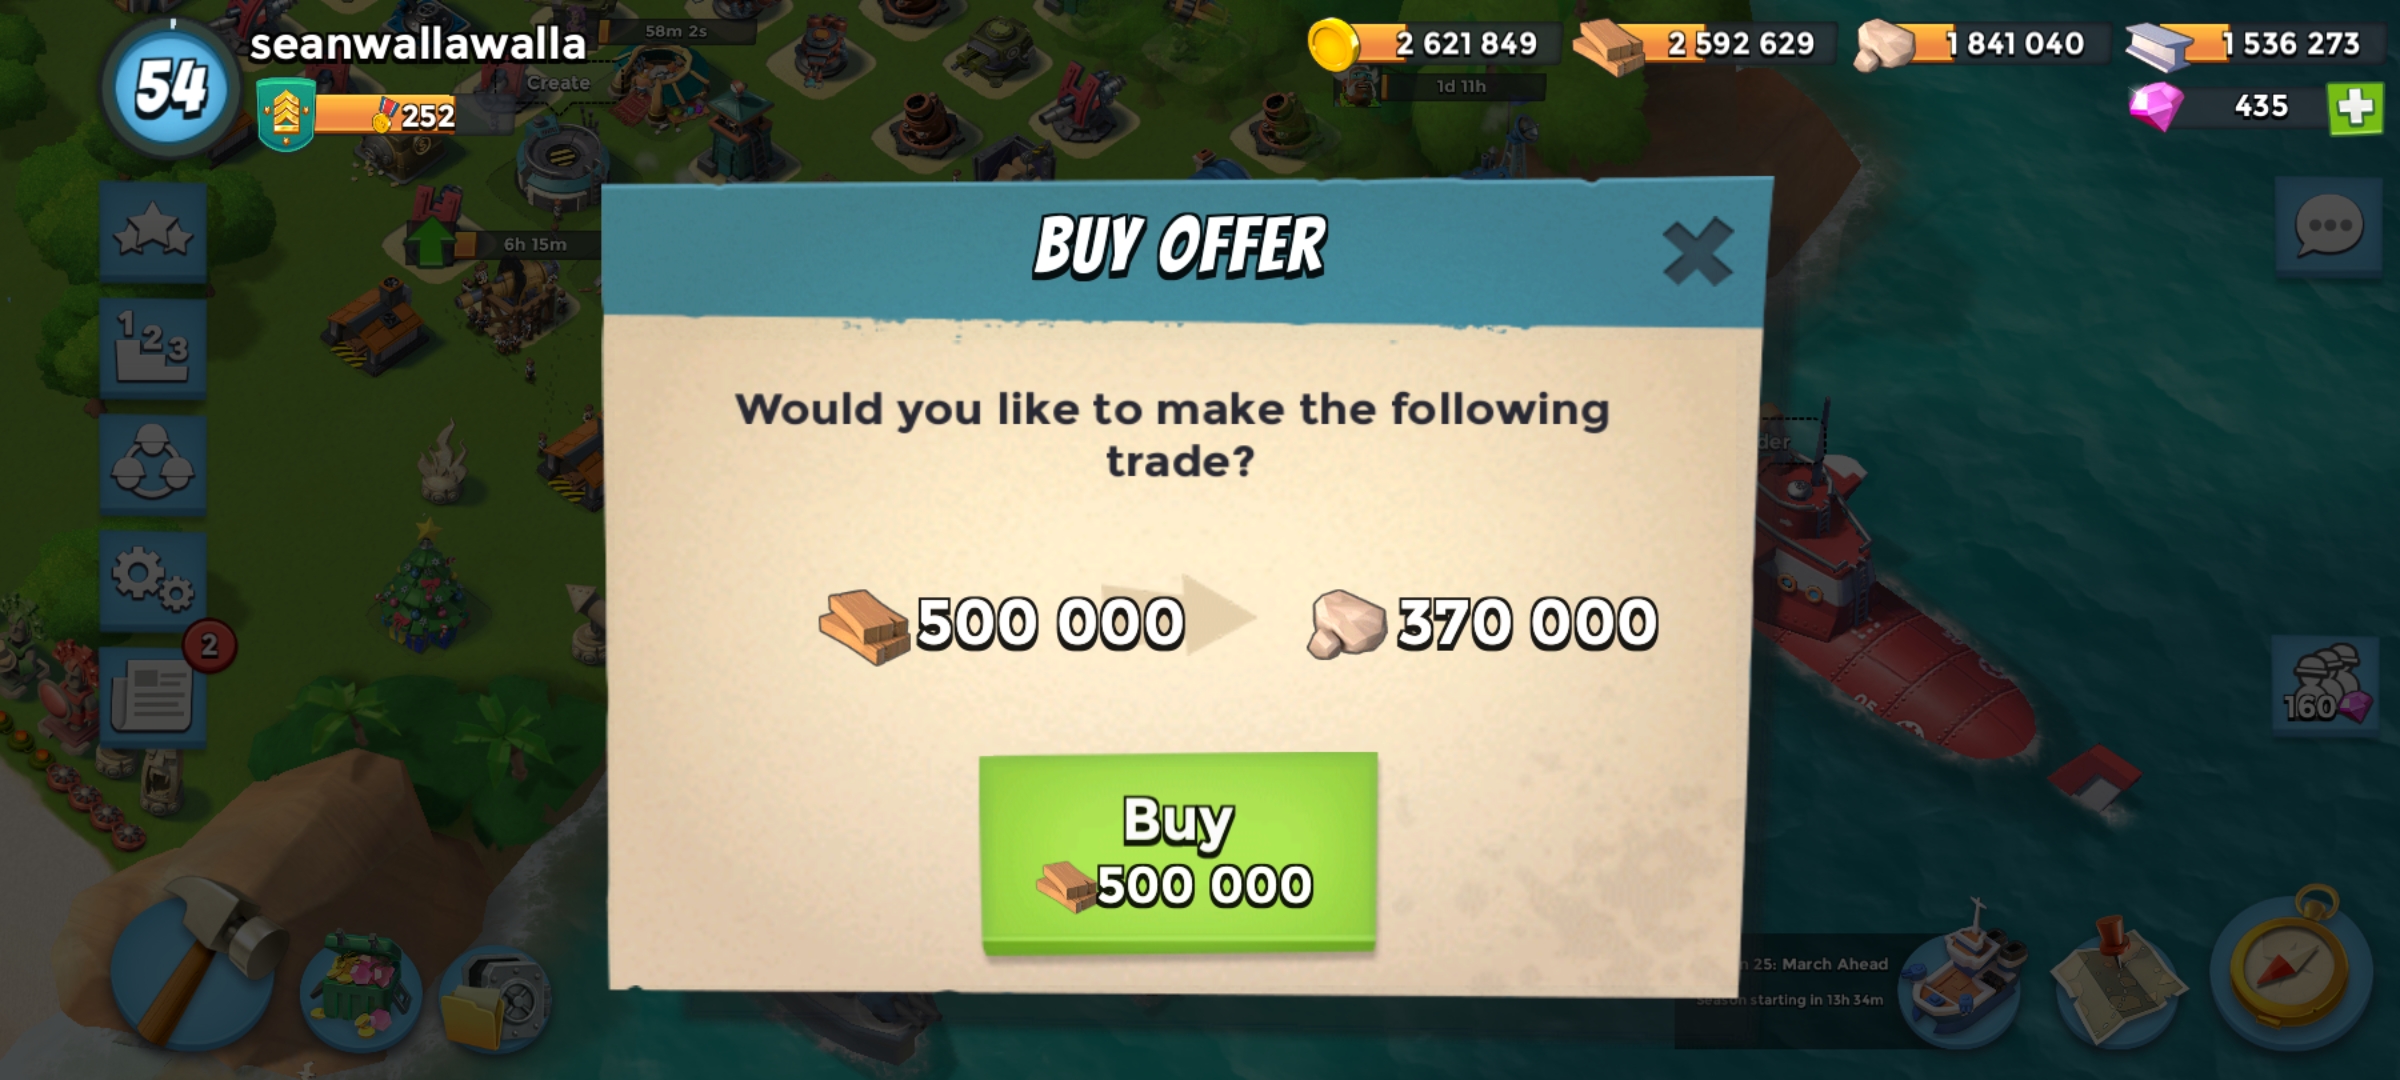 54
seanwallawalla
252
58m 2s
Create
2 621 849
2 592 629
1 841 040
1 536 273
435
1d 11h
6h 15m
BUY OFFER
Would you like to make the following
trade?
500 000
370 000
Buy
500 000
123
2
160
25: March Ahead
Season starting in 13h 34m